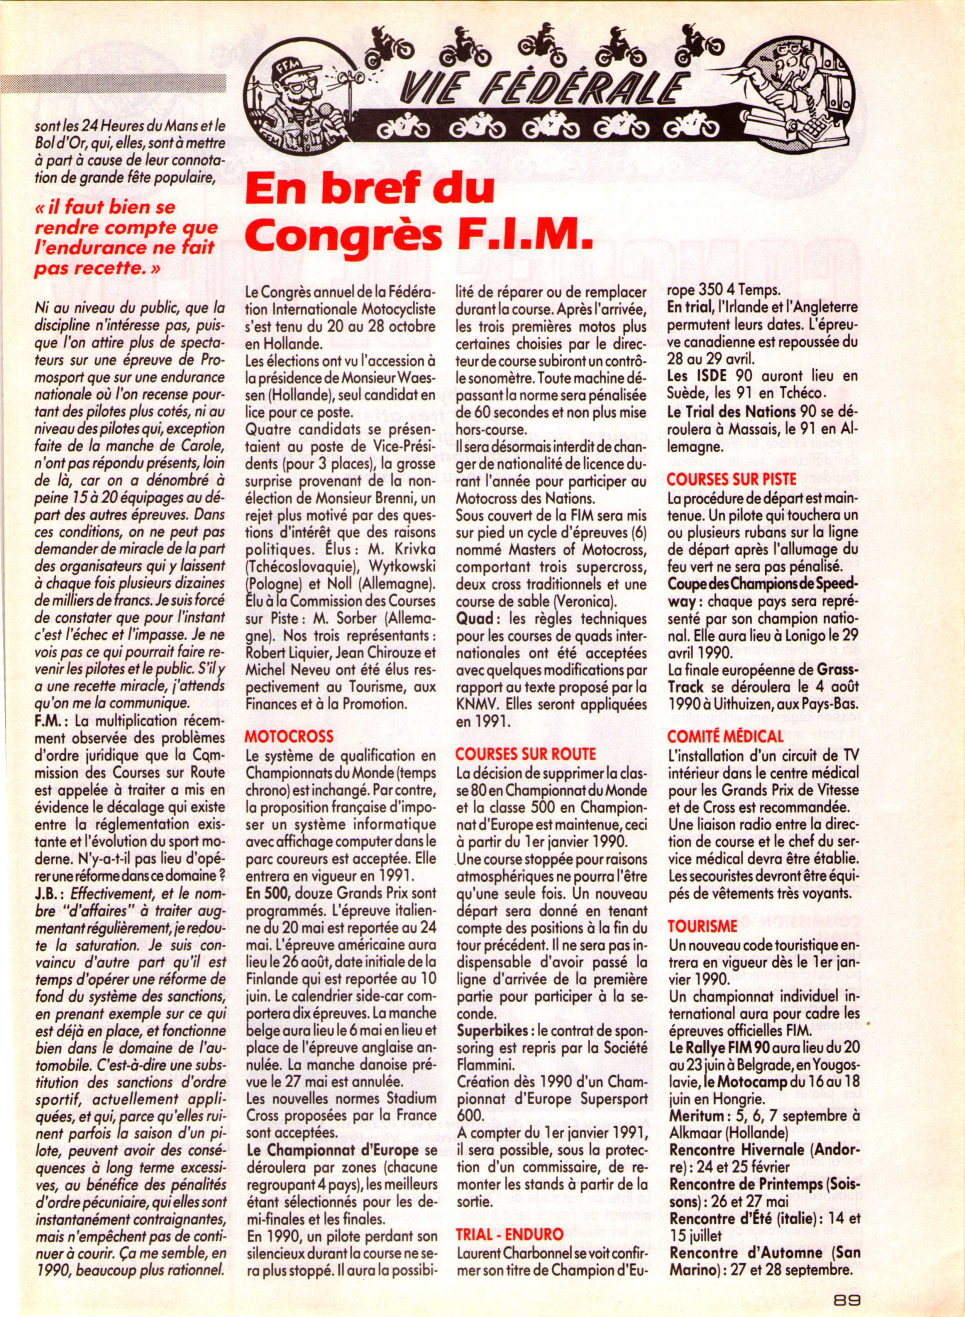 VIE FÉDÉRALE
FFM
sont les 24 Heures du Mans et le
Bol d'Or, qui, elles, sont à mettre
à part à cause de leur connota-
tion de grande fête populaire,
« il faut bien se
rendre compte que
l'endurance ne fait
pas recette. »
Ni au niveau du public, que la
discipline n'intéresse pas, puis-
que l'on attire plus de specta-
teurs sur une épreuve de Pro-
mosport que sur une endurance
nationale où l'on recense pour-
tant des pilotes plus cotés, ni au
niveau des pilotes qui, exception
faite de la manche de Carole,
n'ont pas répondu présents, loin
de là, car on a dénombré à
peine 15 à 20 équipages au dé-
part des autres épreuves. Dans
ces conditions, on ne peut pas
demander de miracle de la part
des organisateurs qui y laissent
à chaque fois plusieurs dizaines
de milliers de francs. Je suis forcé
de constater que pour l'instant
c'est l'échec et l'impasse. Je ne
vois pas ce qui pourrait faire re-
venir les pilotes et le public. S'il y
a une recette miracle, j'attends
qu'on me la communique.
F.M. : La multiplication récem-
ment observée des problèmes
d'ordre juridique que la Com-
mission des Courses sur Route
est appelée à traiter a mis en
évidence le décalage qui existe
entre la réglementation exis-
tante et l'évolution du sport mo-
derne. N'y-a-t-il pas lieu d'opé-
rer une réforme dans ce domaine ?
J.B. : Effectivement, et le nom-
bre "d'affaires" à traiter aug-
mentant régulièrement, je redou-
te la saturation. Je suis con-
vaincu d'autre part qu'il est
temps d'opérer une réforme de
fond du système des sanctions,
en prenant exemple sur ce qui
est déjà en place, et fonctionne
bien dans le domaine de l'au-
tomobile. C'est-à-dire une subs-
titution des sanctions d'ordre
sportif, actuellement appli-
quées, et qui, parce qu'elles rui-
nent parfois la saison d'un pi-
lote, peuvent avoir des consé-
quences à long terme excessi-
ves, au bénéfice des pénalités
d'ordre pécuniaire, qui elles sont
instantanément contraignantes,
mais n'empêchent pas de conti-
nuer à courir. Ça me semble, en
1990, beaucoup plus rationnel.
En bref du
Congrès F.I.M.
Le Congrès annuel de la Fédéra-
tion Internationale Motocycliste
s'est tenu du 20 au 28 octobre
en Hollande.
Les élections ont vu l'accession à
la présidence de Monsieur Waes-
sen (Hollande), seul candidat en
lice pour ce poste.
Quatre candidats se présen-
taient au poste de Vice-Prési-
dents (pour 3 places), la grosse
surprise provenant de la non-
élection de Monsieur Brenni, un
rejet plus motivé par des ques-
tions d'intérêt que des raisons
politiques. Élus : M. Krivka
(Tchécoslovaquie), Wytkowski
(Pologne) et Noll (Allemagne).
Élu à la Commission des Courses
sur Piste : M. Sorber (Allema-
gne). Nos trois représentants :
Robert Liquier, Jean Chirouze et
Michel Neveu ont été élus res-
pectivement au Tourisme, aux
Finances et à la Promotion.
MOTOCROSS
Le système de qualification en
Championnats du Monde (temps
chrono) est inchangé. Par contre,
la proposition française d'impo-
ser un système informatique
avec affichage computer dans le
parc coureurs est acceptée. Elle
entrera en vigueur en 1991.
En 500, douze Grands Prix sont
programmés. L'épreuve italien-
ne du 20 mai est reportée au 24
mai. L'épreuve américaine aura
lieu le 26 août, date initiale de la
Finlande qui est reportée au 10
juin. Le calendrier side-car com-
portera dix épreuves. La manche
belge aura lieu le 6 mai en lieu et
place de l'épreuve anglaise an-
nulée. La manche danoise pré-
vue le 27 mai est annulée.
Les nouvelles normes Stadium
Cross proposées par la France
sont acceptées.
Le Championnat d'Europe se
déroulera par zones (chacune
regroupant 4 pays), les meilleurs
étant sélectionnés pour les de-
mi-finales et les finales.
En 1990, un pilote perdant son
silencieux durant la course ne se-
ra plus stoppé. Il aura la possibi-
lité de réparer ou de remplacer
durant la course. Après l'arrivée,
les trois premières motos plus
certaines choisies par le direc-
teur de course subiront un contrô-
le sonomètre. Toute machine dé-
passant la norme sera pénalisée
de 60 secondes et non plus mise
hors-course.
Il sera désormais interdit de chan-
ger de nationalité de licence du-
rant l'année pour participer au
Motocross des Nations.
Sous couvert de la FIM sera mis
sur pied un cycle d'épreuves (6)
nommé Masters of Motocross,
comportant trois supercross,
deux cross traditionnels et une
course de sable (Veronica).
Quad : les règles techniques
pour les courses de quads inter-
nationales ont été acceptées
avec quelques modifications par
rapport au texte proposé par la
KNMV. Elles seront appliquées
en 1991.
COURSES SUR ROUTE
La décision de supprimer la clas-
se 80 en Championnat du Monde
et la classe 500 en Champion-
nat d'Europe est maintenue, ceci
à partir du 1er janvier 1990.
Une course stoppée pour raisons
atmosphériques ne pourra l'être
qu'une seule fois. Un nouveau
départ sera donné en tenant
compte des positions à la fin du
tour précédent. Il ne sera pas in-
dispensable d'avoir passé la
ligne d'arrivée de la première
partie pour participer à la se-
conde.
Superbikes : le contrat de spon-
soring est repris par la Société
Flammini.
Création dès 1990 d'un Cham-
pionnat d'Europe Supersport
600.
A compter du 1er janvier 1991,
il sera possible, sous la protec-
tion d'un commissaire, de re-
monter les stands à partir de la
sortie.
TRIAL - ENDURO
Laurent Charbonnel se voit confir-
mer son titre de Champion d'Eu-
rope 350 4 Temps.
En trial, l'Irlande et l'Angleterre
permutent leurs dates. L'épreu-
ve canadienne est repoussée du
28 au 29 avril.
Les ISDE 90 auront lieu en
Suède, les 91 en Tchéco.
Le Trial des Nations 90 se dé-
roulera à Massais, le 91 en Al-
lemagne.
COURSES SUR PISTE
La procédure de départ est main-
tenue. Un pilote qui touchera un
ou plusieurs rubans sur la ligne
de départ après l'allumage du
feu vert ne sera pas pénalisé.
Coupe des Champions de Speed-
way : chaque pays sera repré-
senté par son champion natio-
nal. Elle aura lieu à Lonigo le 29
avril 1990.
La finale européenne de Grass-
Track se déroulera le 4 août
1990 à Uithuizen, aux Pays-Bas.
COMITÉ MÉDICAL
L'installation d'un circuit de TV
intérieur dans le centre médical
pour les Grands Prix de Vitesse
et de Cross est recommandée.
Une liaison radio entre la direc-
tion de course et le chef du ser-
vice médical devra être établie.
Les secouristes devront être équi-
pés de vêtements très voyants.
TOURISME
Un nouveau code touristique en-
trera en vigueur dès le 1er jan-
vier 1990.
Un championnat individuel in-
ternational aura pour cadre les
épreuves officielles FIM.
Le Rallye FIM 90 aura lieu du 20
au 23 juin à Belgrade, en Yougos-
lavie, le Motocamp du 16 au 18
juin en Hongrie.
Meritum : 5, 6, 7 septembre à
Alkmaar (Hollande)
Rencontre Hivernale (Andor-
re) : 24 et 25 février
Rencontre de Printemps (Sois-
sons) : 26 et 27 mai
Rencontre d'Été (italie) : 14 et
15 juillet
Rencontre d'Automne (San
Marino) : 27 et 28 septembre.
89